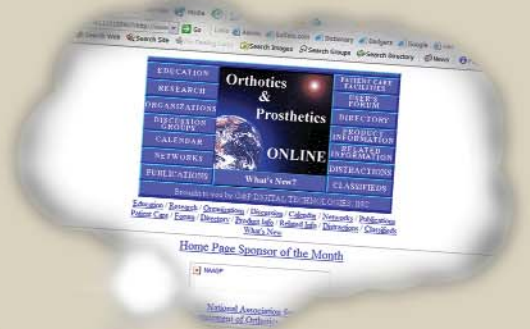 Home
Go
Links
Dictionary
Dodgers
Google
Search Web
Search Site
Search Images
Search Groups
Search Directory
News
EDUCATION
RESEARCH
ORGANIZATIONS
DISCUSSION
GROUPS
CALENDAR
NETWORKS
PUBLICATIONS
Orthotics
&
Prosthetics
ONLINE
What's New?
PATIENT CARE
FACILITIES
USER'S
FORUM
DIRECTORY
PRODUCT
INFORMATION
RELATED
INFORMATION
DISTRACTIONS
CLASSIFIEDS
Brought to you by O&P DIGITAL TECHNOLOGIES, INC
Education / Research / Organizations / Discussion / Calendar / Networks / Publications
Patient Care / Forum / Directory / Product Info / Related Info / Distractions / Classifieds
What's New
Home Page Sponsor of the Month
NAAOP
National Association